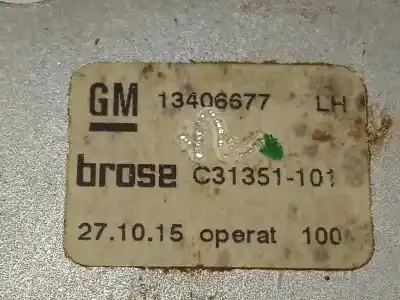 GM 13406677 LH
brose C31351-101
27.10.15 operat 100